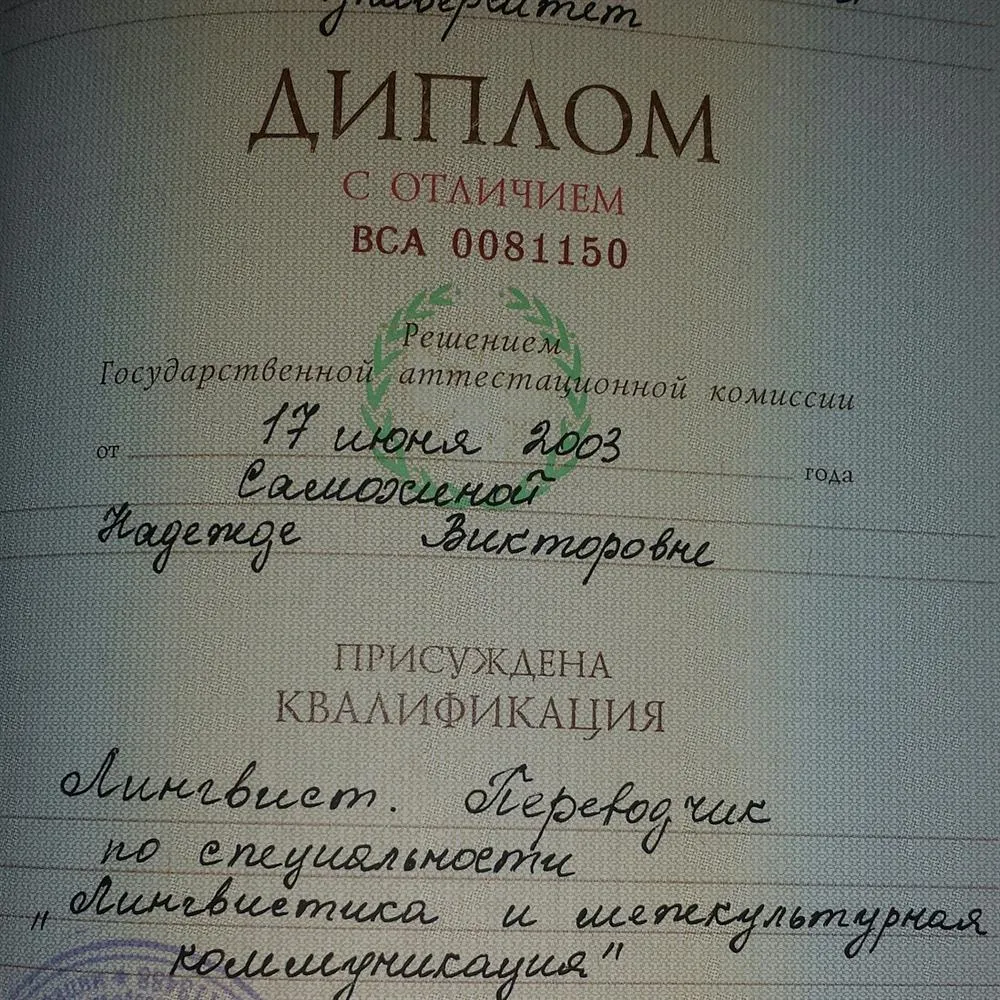 университет
ДИПЛОМ
С ОТЛИЧИЕМ
ВСА 0081150
Решением
Государственной аттестационной комиссии
от 17 июня 2003 года
Саможиной
Надежде Викторовне
ПРИСУЖДЕНА
КВАЛИФИКАЦИЯ
Лингвист. Переводчик
по специальности
„Лингвистика и межкультурная
коммуникация"